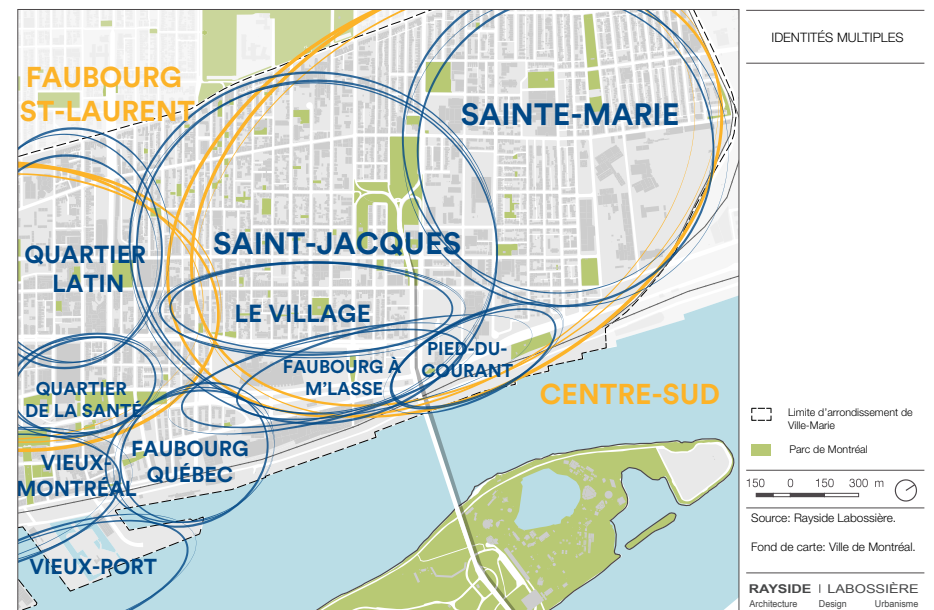 FAUBOURG
ST-LAURENT
SAINTE-MARIE
SAINT-JACQUES
QUARTIER
LATIN
LE VILLAGE
PIED-DU-
COURANT
FAUBOURG À
M'LASSE
CENTRE-SUD
QUARTIER
DE LA SANTÉ
FAUBOURG
QUÉBEC
VIEUX-
MONTRÉAL
VIEUX-PORT
IDENTITÉS MULTIPLES
Limite d'arrondissement de
Ville-Marie
Parc de Montréal
150 0 150 300 m
Source: Rayside Labossière.
Fond de carte: Ville de Montréal.
RAYSIDE | LABOSSIÈRE
Architecture Design Urbanisme